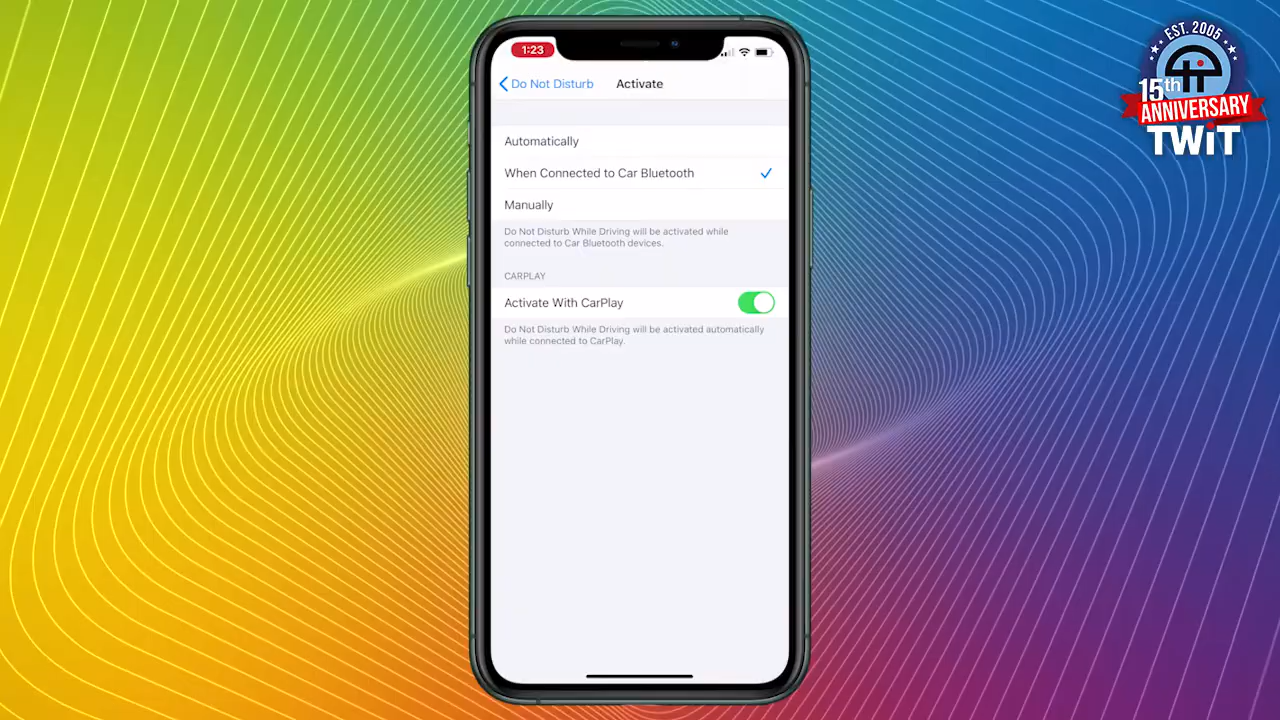 1:23
Do Not Disturb Activate
Automatically
When Connected to Car Bluetooth
Manually
Do Not Disturb While Driving will be activated while
connected to Car Bluetooth devices.
CARPLAY
Activate With CarPlay
Do Not Disturb While Driving will be activated automatically
while connected to CarPlay.
EST. 2005
15th
ANNIVERSARY
TWiT